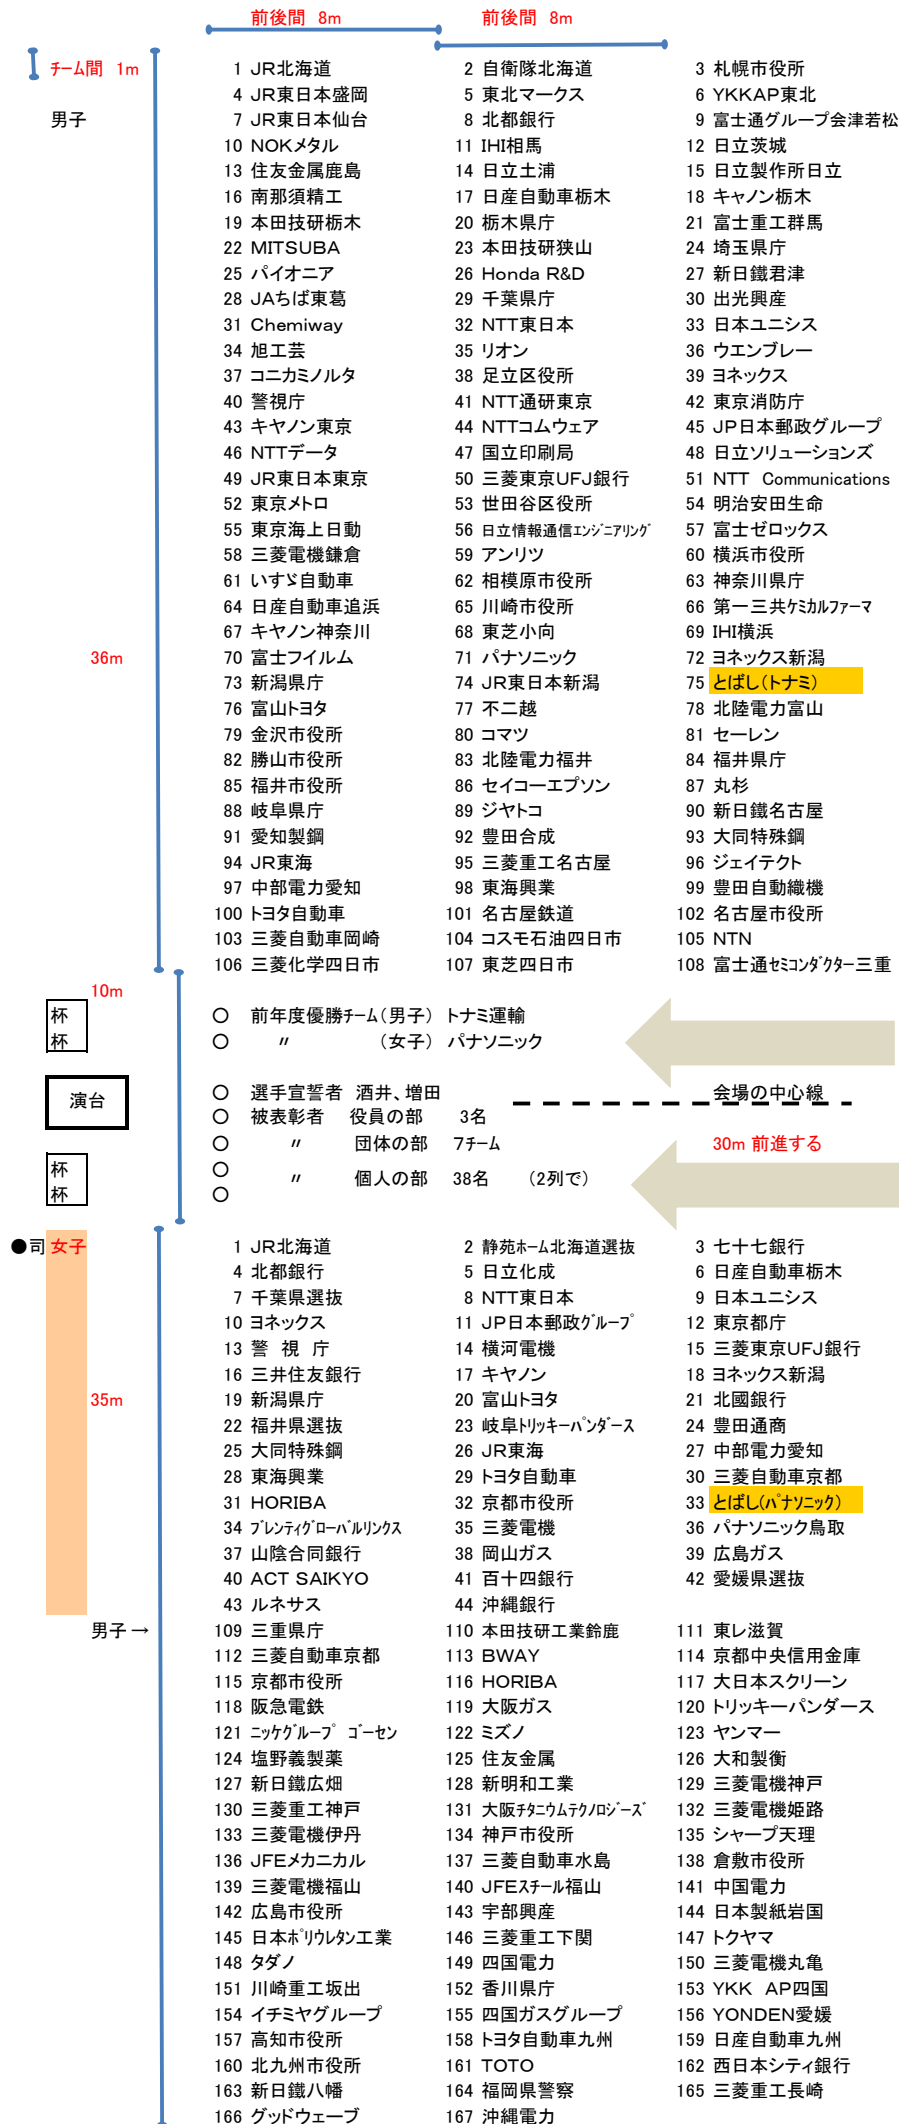 前後間 8m 前後間 8m
チーム間 1m 1 JR北海道 2 自衛隊北海道 3 札幌市役所
4 JR東日本盛岡 5 東北マークス 6 YKKAP東北
男子 7 JR東日本仙台 8 北都銀行 9 富士通グループ会津若松
10 NOKメタル 11 IHI相馬 12 日立茨城
13 住友金属鹿島 14 日立土浦 15 日立製作所日立
16 南那須精工 17 日産自動車栃木 18 キャノン栃木
19 本田技研栃木 20 栃木県庁 21 富士重工群馬
22 MITSUBA 23 本田技研狭山 24 埼玉県庁
25 パイオニア 26 Honda R&D 27 新日鐵君津
28 JAちば東葛 29 千葉県庁 30 出光興産
31 Chemiway 32 NTT東日本 33 日本ユニシス
34 旭工芸 35 リオン 36 ウエンブレー
37 コニカミノルタ 38 足立区役所 39 ヨネックス
40 警視庁 41 NTT通研東京 42 東京消防庁
43 キヤノン東京 44 NTTコムウェア 45 JP日本郵政グループ
46 NTTデータ 47 国立印刷局 48 日立ソリューションズ
49 JR東日本東京 50 三菱東京UFJ銀行 51 NTT Communications
52 東京メトロ 53 世田谷区役所 54 明治安田生命
55 東京海上日動 56 日立情報通信エンジニアリング 57 富士ゼロックス
58 三菱電機鎌倉 59 アンリツ 60 横浜市役所
61 いすゞ自動車 62 相模原市役所 63 神奈川県庁
64 日産自動車追浜 65 川崎市役所 66 第一三共ケミカルファーマ
67 キヤノン神奈川 68 東芝小向 69 IHI横浜
36m 70 富士フイルム 71 パナソニック 72 ヨネックス新潟
73 新潟県庁 74 JR東日本新潟 75 とばし(トナミ)
76 富山トヨタ 77 不二越 78 北陸電力富山
79 金沢市役所 80 コマツ 81 セーレン
82 勝山市役所 83 北陸電力福井 84 福井県庁
85 福井市役所 86 セイコーエプソン 87 丸杉
88 岐阜県庁 89 ジヤトコ 90 新日鐵名古屋
91 愛知製鋼 92 豊田合成 93 大同特殊鋼
94 JR東海 95 三菱重工名古屋 96 ジェイテクト
97 中部電力愛知 98 東海興業 99 豊田自動織機
100 トヨタ自動車 101 名古屋鉄道 102 名古屋市役所
103 三菱自動車岡崎 104 コスモ石油四日市 105 NTN
106 三菱化学四日市 107 東芝四日市 108 富士通セミコンダクター三重
10m
杯 ○ 前年度優勝チーム(男子) トナミ運輸
杯 ○ 〃 (女子) パナソニック
演台 ○ 選手宣誓者 酒井、増田 会場の中心線
○ 被表彰者 役員の部 3名
○ 〃 団体の部 7チーム 30m 前進する
杯 ○
〃 個人の部 38名 (2列で)
杯 ○
●司 女子 1 JR北海道 2 静苑ホーム北海道選抜 3 七十七銀行
4 北都銀行 5 日立化成 6 日産自動車栃木
7 千葉県選抜 8 NTT東日本 9 日本ユニシス
10 ヨネックス 11 JP日本郵政グループ 12 東京都庁
13 警 視 庁 14 横河電機 15 三菱東京UFJ銀行
16 三井住友銀行 17 キヤノン 18 ヨネックス新潟
35m 19 新潟県庁 20 富山トヨタ 21 北國銀行
22 福井県選抜 23 岐阜トリッキーパンダース 24 豊田通商
25 大同特殊鋼 26 JR東海 27 中部電力愛知
28 東海興業 29 トヨタ自動車 30 三菱自動車京都
31 HORIBA 32 京都市役所 33 とばし(パナソニック)
34 プレンティグローバルリンクス 35 三菱電機 36 パナソニック鳥取
37 山陰合同銀行 38 岡山ガス 39 広島ガス
40 ACT SAIKYO 41 百十四銀行 42 愛媛県選抜
43 ルネサス 44 沖縄銀行
男子 → 109 三重県庁 110 本田技研工業鈴鹿 111 東レ滋賀
112 三菱自動車京都 113 BWAY 114 京都中央信用金庫
115 京都市役所 116 HORIBA 117 大日本スクリーン
118 阪急電鉄 119 大阪ガス 120 トリッキーパンダース
121 ニッケグループ ゴーセン 122 ミズノ 123 ヤンマー
124 塩野義製薬 125 住友金属 126 大和製衡
127 新日鐵広畑 128 新明和工業 129 三菱電機神戸
130 三菱重工神戸 131 大阪チタニウムテクノロジーズ 132 三菱電機姫路
133 三菱電機伊丹 134 神戸市役所 135 シャープ天理
136 JFEメカニカル 137 三菱自動車水島 138 倉敷市役所
139 三菱電機福山 140 JFEスチール福山 141 中国電力
142 広島市役所 143 宇部興産 144 日本製紙岩国
145 日本ポリウレタン工業 146 三菱重工下関 147 トクヤマ
148 タダノ 149 四国電力 150 三菱電機丸亀
151 川崎重工坂出 152 香川県庁 153 YKK AP四国
154 イチミヤグループ 155 四国ガスグループ 156 YONDEN愛媛
157 高知市役所 158 トヨタ自動車九州 159 日産自動車九州
160 北九州市役所 161 TOTO 162 西日本シティ銀行
163 新日鐵八幡 164 福岡県警察 165 三菱重工長崎
166 グッドウェーブ 167 沖縄電力